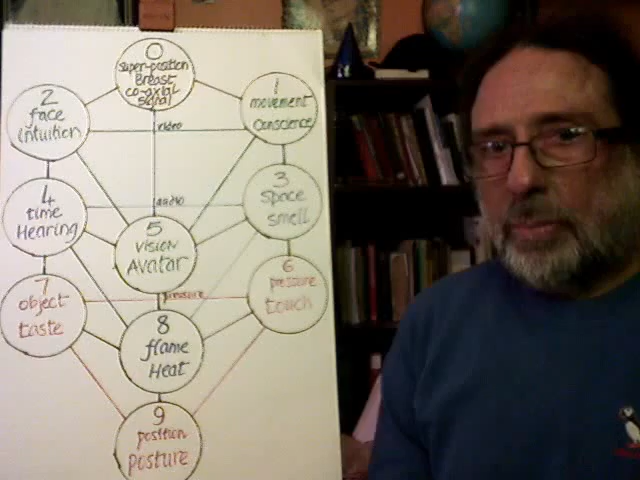 0
super-position
Breast
co-axial
signal
1
movement
Conscience
2
face
intuition
video
3
space
smell
audio
4
time
Hearing
5
vision
AVATAR
6
pressure
touch
7
object
taste
pressure
8
flame
Heat
9
position
posture